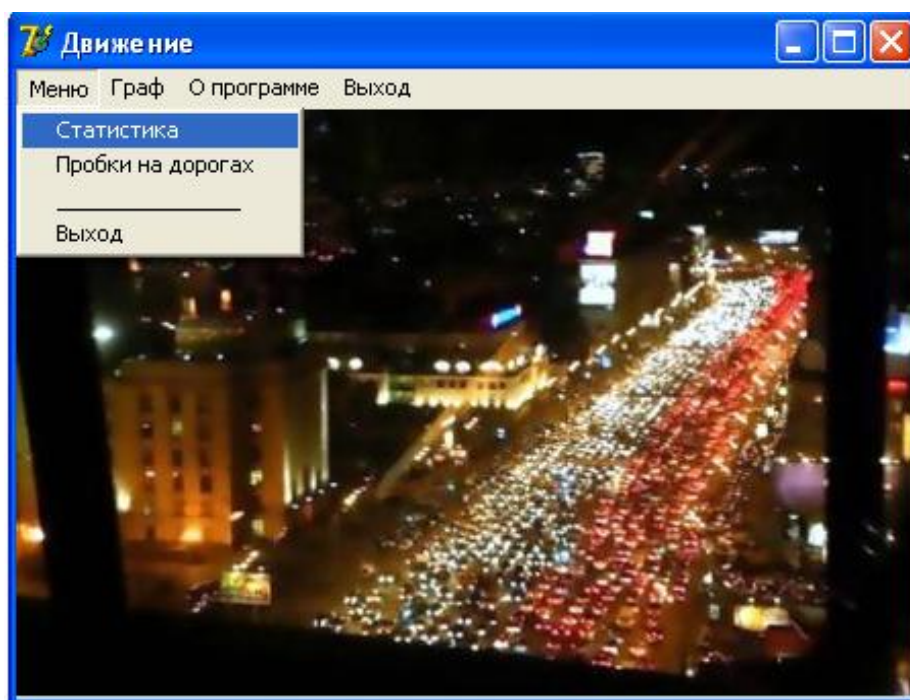 Движение
Меню Граф О программе Выход
Статистика
Пробки на дорогах
Выход